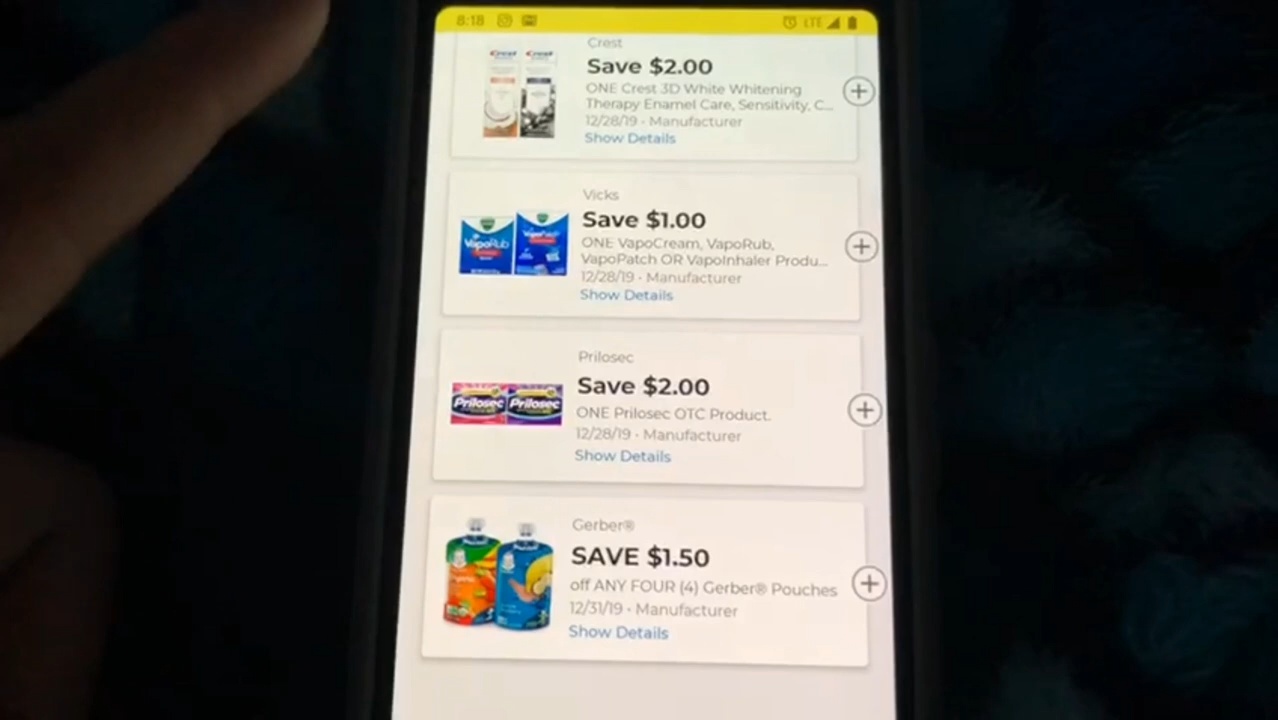 8:18 LTE
Crest
Save $2.00
ONE Crest 3D White Whitening
Therapy Enamel Care, Sensitivity, C...
12/28/19 - Manufacturer
Show Details
Vicks
Save $1.00
VapoRub
ONE VapoCream, VapoRub,
VapoPatch OR VapoInhaler Produ...
12/28/19 - Manufacturer
Show Details
Prilosec
Save $2.00
Prilosec Prilosec
ONE Prilosec OTC Product.
12/28/19 - Manufacturer
Show Details
Gerber®
SAVE $1.50
off ANY FOUR (4) Gerber® Pouches
12/31/19 - Manufacturer
Show Details